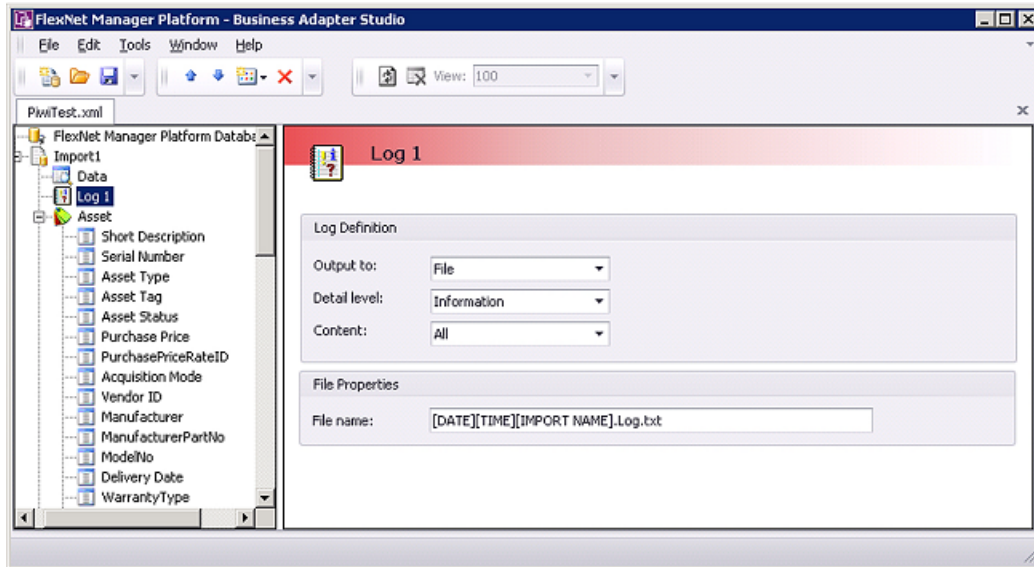 FlexNet Manager Platform - Business Adapter Studio
File Edit Tools Window Help
View: 100
PiwiTest.xml
FlexNet Manager Platform Databa
Import1
Data
Log 1
Asset
Short Description
Serial Number
Asset Type
Asset Tag
Asset Status
Purchase Price
PurchasePriceRateID
Acquisition Mode
Vendor ID
Manufacturer
ManufacturerPartNo
ModelNo
Delivery Date
WarrantyType
Log 1
Log Definition
Output to: File
Detail level: Information
Content: All
File Properties
File name: [DATE][TIME][IMPORT NAME].Log.txt